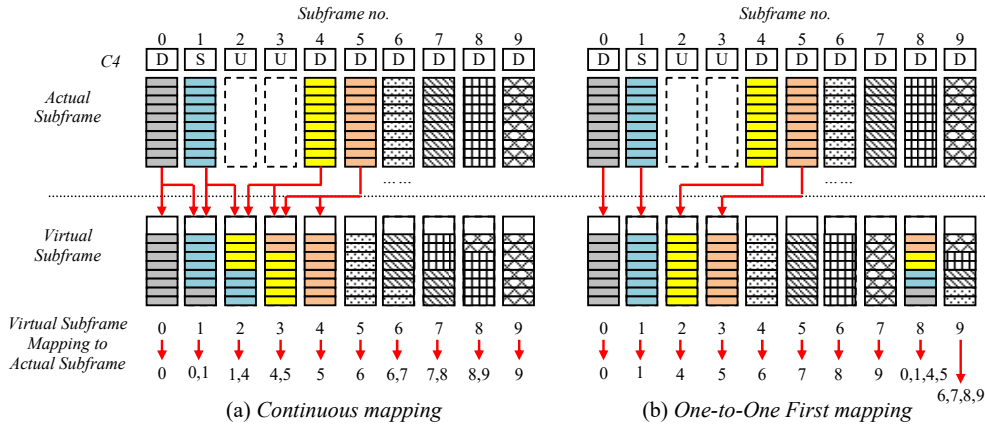 Subframe no.
0 1 2 3 4 5 6 7 8 9
C4 D S U U D D D D D D
Actual
Subframe
... ...
Virtual
Subframe
Virtual Subframe
Mapping to
Actual Subframe
0 1 2 3 4 5 6 7 8 9
0 0,1 1,4 4,5 5 6 6,7 7,8 8,9 9
(a) Continuous mapping
Subframe no.
0 1 2 3 4 5 6 7 8 9
D S U U D D D D D D
... ...
0 1 2 3 4 5 6 7 8 9
0 1 4 5 6 7 8 9 0,1,4,5
6,7,8,9
(b) One-to-One First mapping